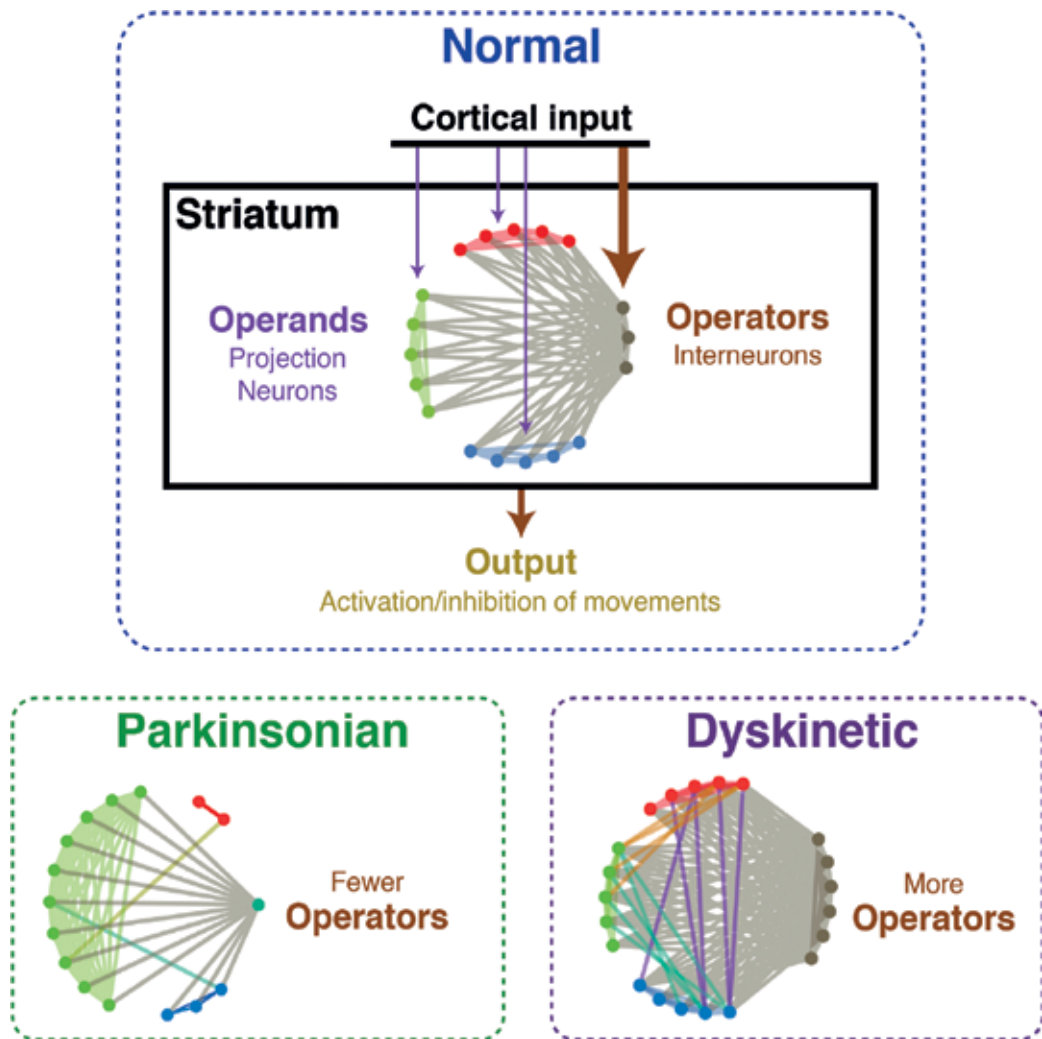 Normal
Cortical input
Striatum
Operands
Projection
Neurons
Operators
Interneurons
Output
Activation/inhibition of movements
Parkinsonian
Fewer
Operators
Dyskinetic
More
Operators